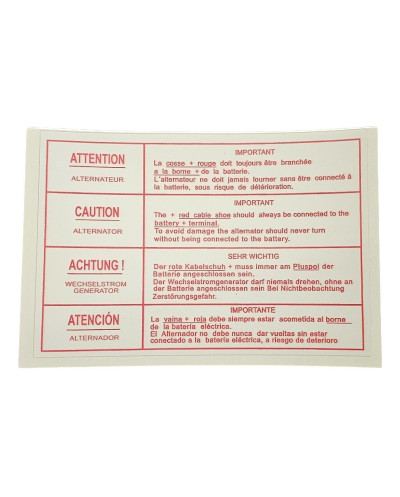 ATTENTION
ALTERNATEUR
IMPORTANT
La cosse + rouge doit toujours être branchée
a la borne + de la batterie.
L'alternateur ne doit jamais tourner sans être connecté à
la batterie, sous risque de détérioration.
CAUTION
ALTERNATOR
IMPORTANT
The + red cable shoe should always be connected to the
battery + terminal.
To avoid damage the alternator should never turn
without being connected to the battery.
ACHTUNG !
WECHSELSTROM
GENERATOR
SEHR WICHTIG
Der rote Kabelschuh + muss immer am Pluspol der
Batterie angeschlossen sein.
Der Wechselstromgenerator darf niemals drehen, ohne an
der Batterie angeschlossen sein Bei Nichtbeobachtung
Zerstörungsgefahr.
ATENCIÓN
ALTERNADOR
IMPORTANTE
La vaina + roja debe siempre estar acometida al borne
de la batería eléctrica.
El Alternador no debe nunca dar vueltas sin estar
conectado a la batería eléctrica, a riesgo de deterioro